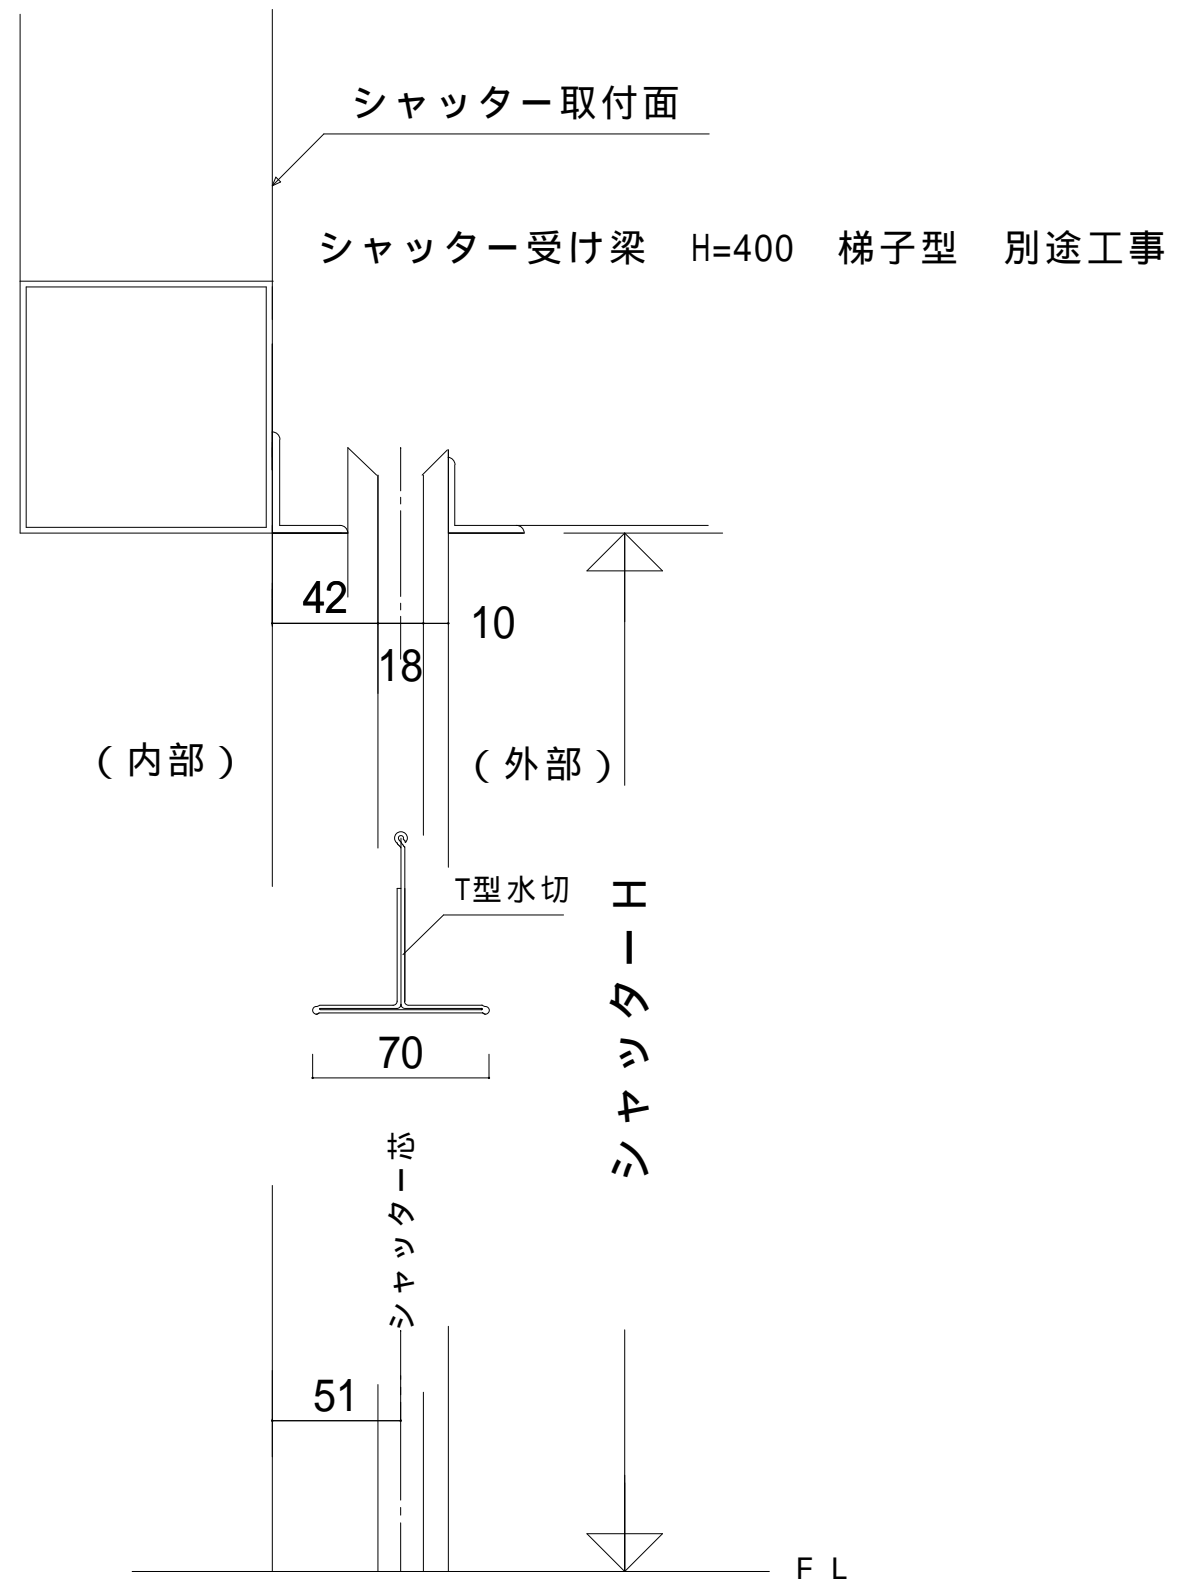 シャッター取付面
シャッター受け梁　H=400　梯子型　別途工事
42
10
18
（内部）
（外部）
T型水切
シャッターH
70
シャッター芯
51
F L